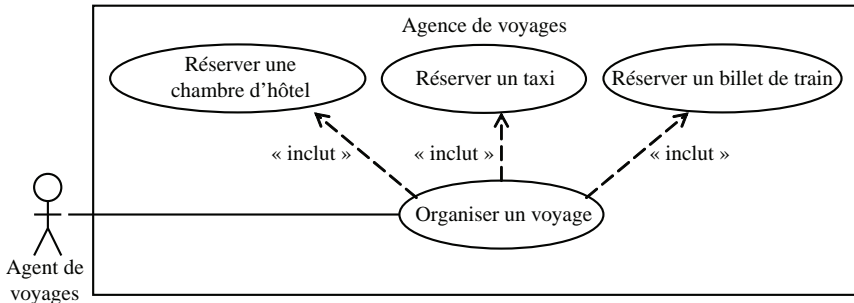 Agence de voyages
Réserver une
chambre d’hôtel
Réserver un taxi
Réserver un billet de train
« inclut »
« inclut »
« inclut »
Organiser un voyage
Agent de
voyages